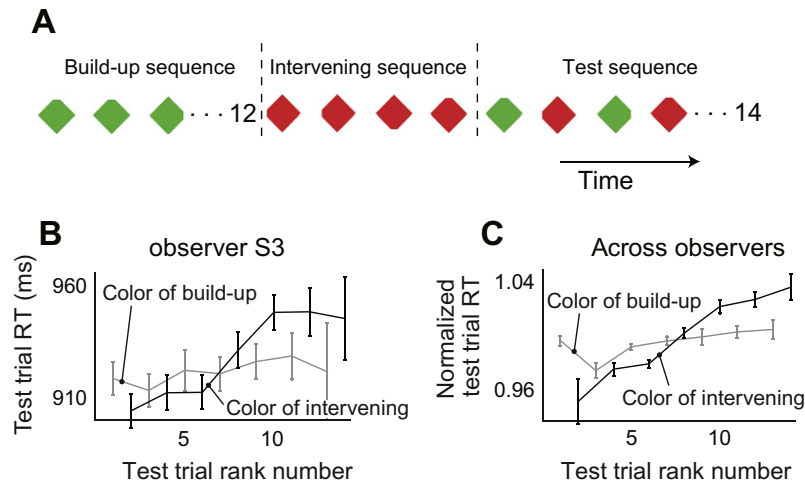 A
Build-up sequence
Intervening sequence
Test sequence
· · · 12
· · · 14
Time
B
observer S3
Test trial RT (ms)
960
910
Color of build-up
Color of intervening
5
10
Test trial rank number
C
Across observers
Normalized
test trial RT
1.04
0.96
Color of build-up
Color of intervening
5
10
Test trial rank number